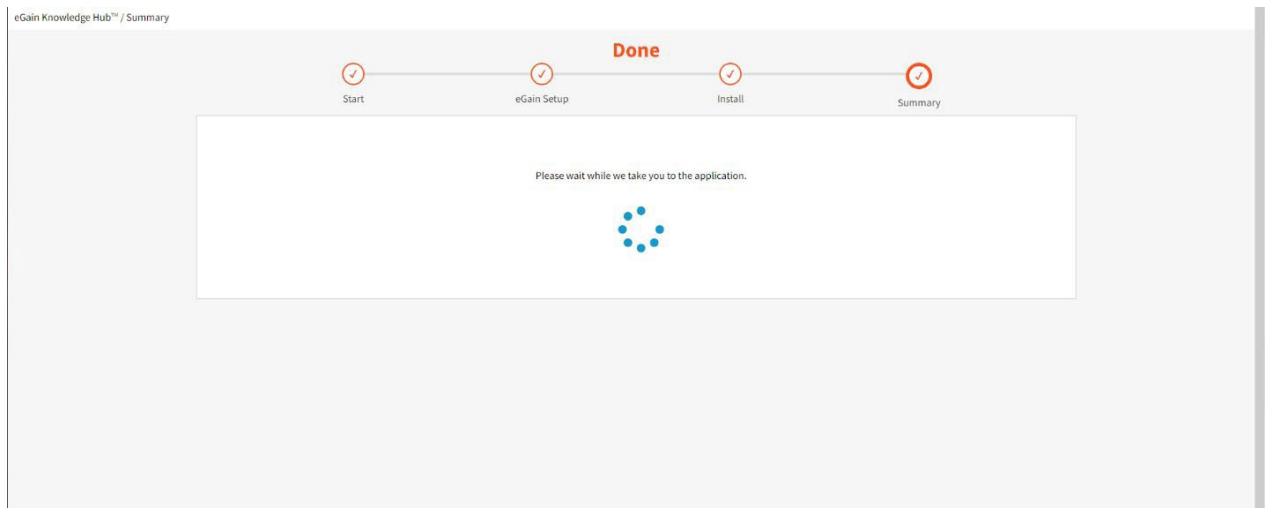 eGain Knowledge Hub™ / Summary
Done
Start
eGain Setup
Install
Summary
Please wait while we take you to the application.